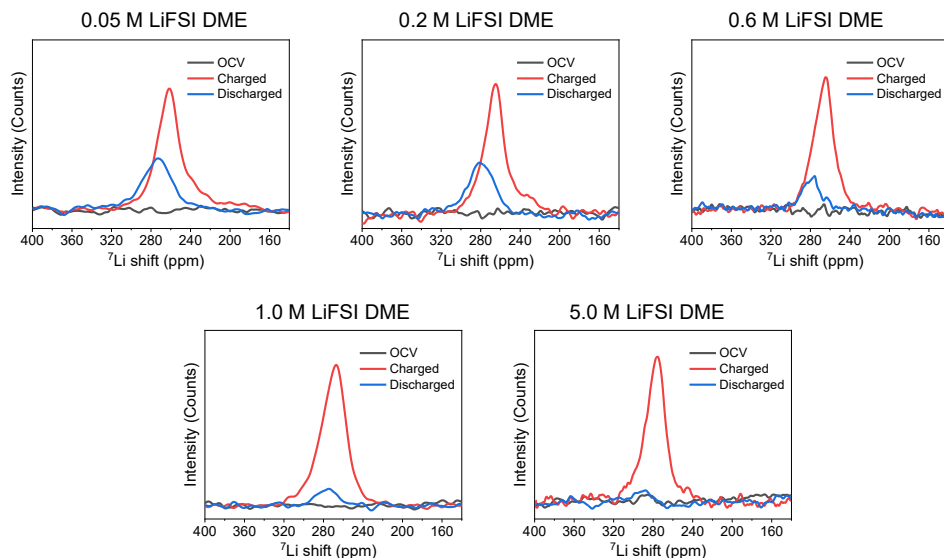 0.05 M LiFSI DME
Intensity (Counts)
OCV
Charged
Discharged
400 360 320 280 240 200 160
⁷Li shift (ppm)
0.2 M LiFSI DME
Intensity (Counts)
OCV
Charged
Discharged
400 360 320 280 240 200 160
⁷Li shift (ppm)
0.6 M LiFSI DME
Intensity (Counts)
OCV
Charged
Discharged
400 360 320 280 240 200 160
⁷Li shift (ppm)
1.0 M LiFSI DME
Intensity (Counts)
OCV
Charged
Discharged
400 360 320 280 240 200 160
⁷Li shift (ppm)
5.0 M LiFSI DME
Intensity (Counts)
OCV
Charged
Discharged
400 360 320 280 240 200 160
⁷Li shift (ppm)